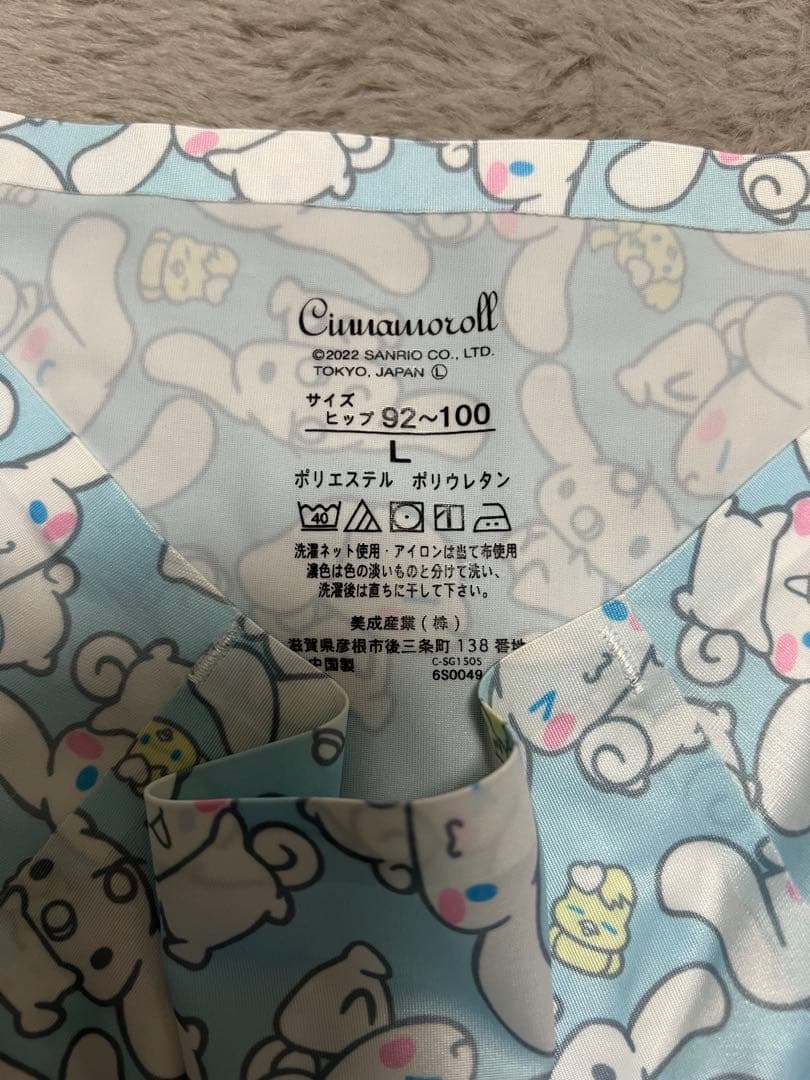 Cinnamoroll
©2022 SANRIO CO., LTD.
TOKYO, JAPAN Ⓛ
サイズ
ヒップ 92〜100
L
ポリエステル ポリウレタン
40
洗濯ネット使用・アイロンは当て布使用
濃色は色の淡いものと分けて洗い、
洗濯後は直ちに干して下さい。
美成産業(株)
滋賀県彦根市後三条町138番地
中国製 C-SG1505
6S0049